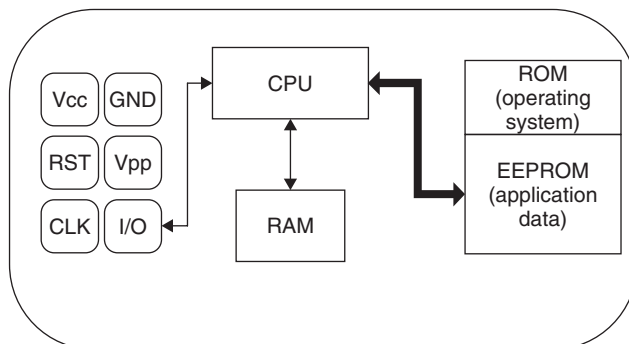 Vcc
GND
RST
Vpp
CLK
I/O
CPU
RAM
ROM
(operating
system)
EEPROM
(application
data)